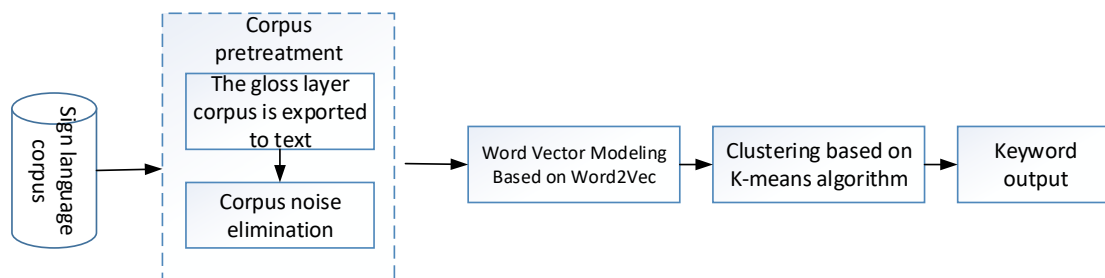 Sign language
corpus
Corpus
pretreatment
The gloss layer
corpus is exported
to text
Corpus noise
elimination
Word Vector Modeling
Based on Word2Vec
Clustering based on
K-means algorithm
Keyword
output